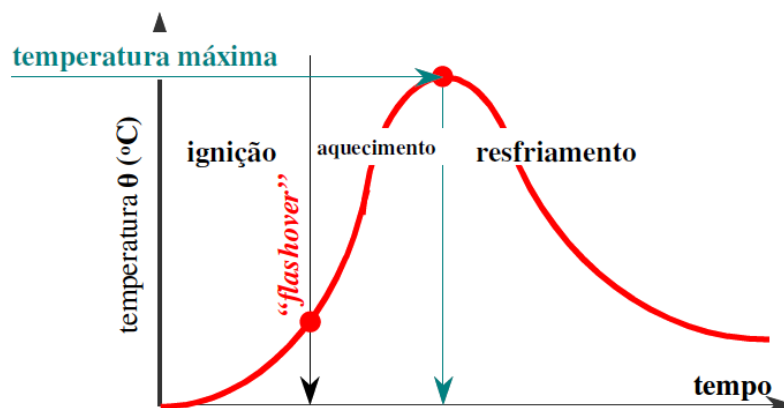 temperatura máxima
temperatura θ (ºC)
ignição
aquecimento
resfriamento
“flashover”
tempo